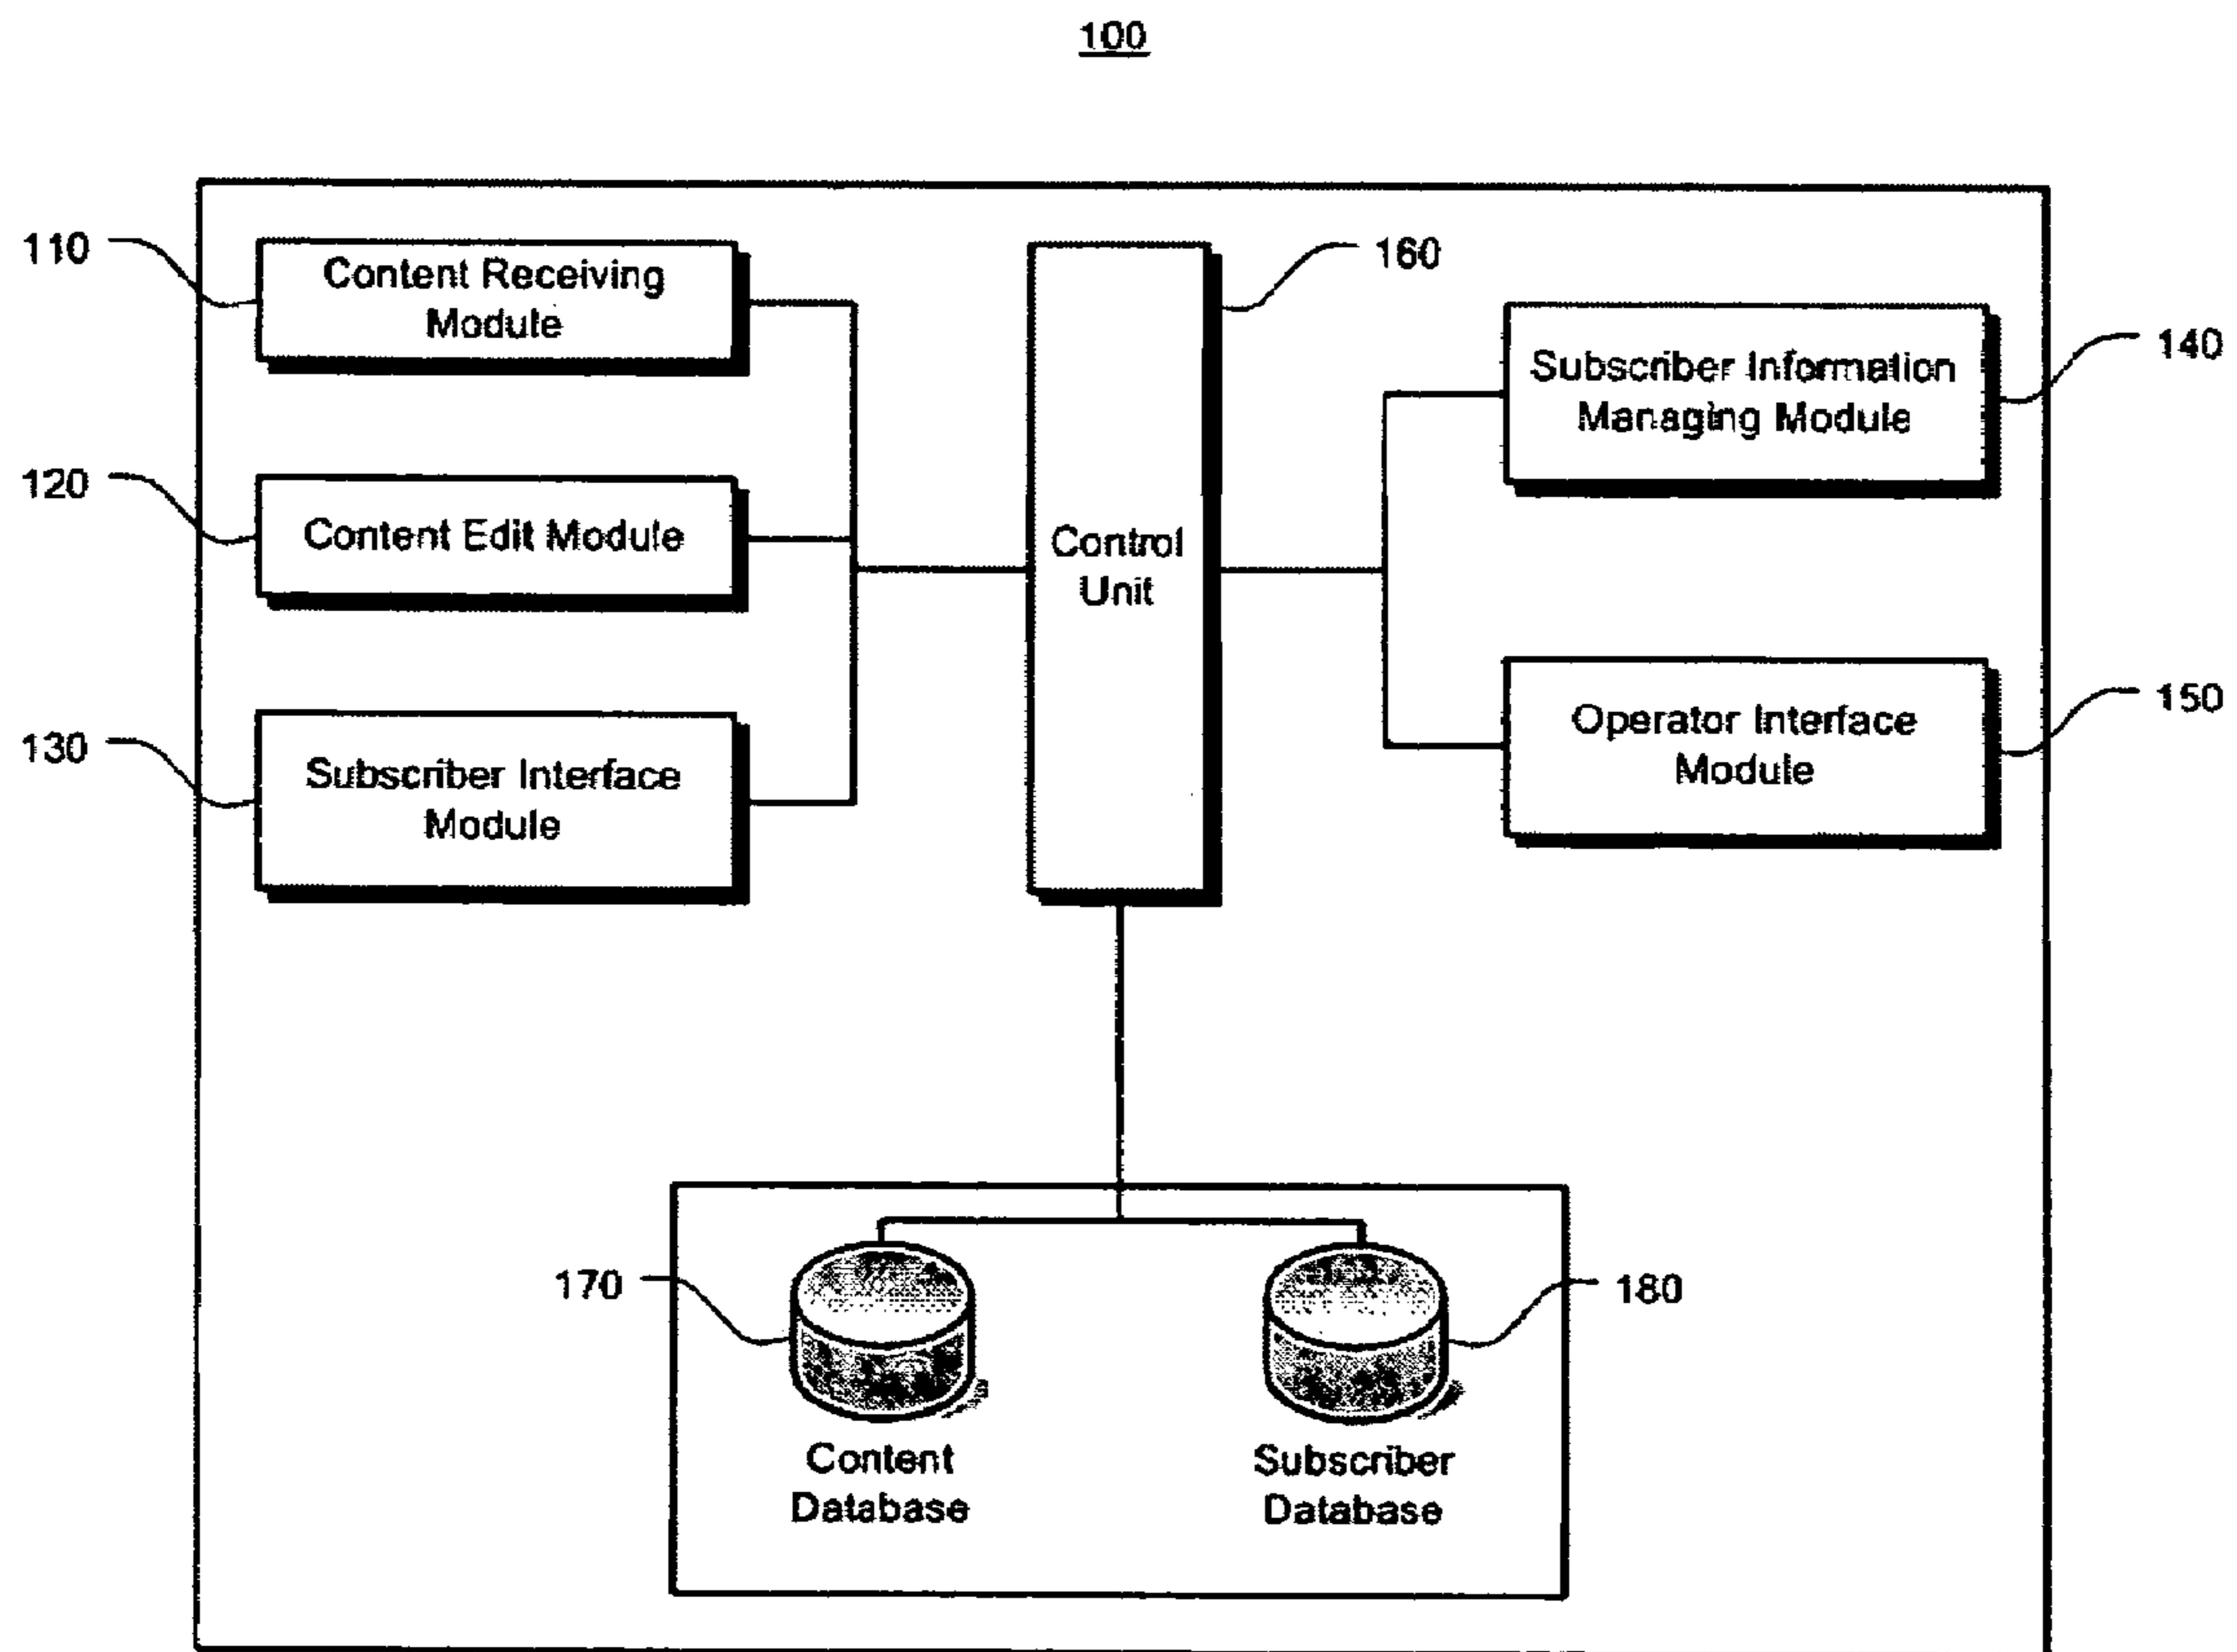 100
110
Content Receiving
Module
160
Subscriber Information
Managing Module
140
120
Content Edit Module
Control
Unit
130
Subscriber Interface
Module
Operator Interface
Module
150
170
180
Content
Database
Subscriber
Database